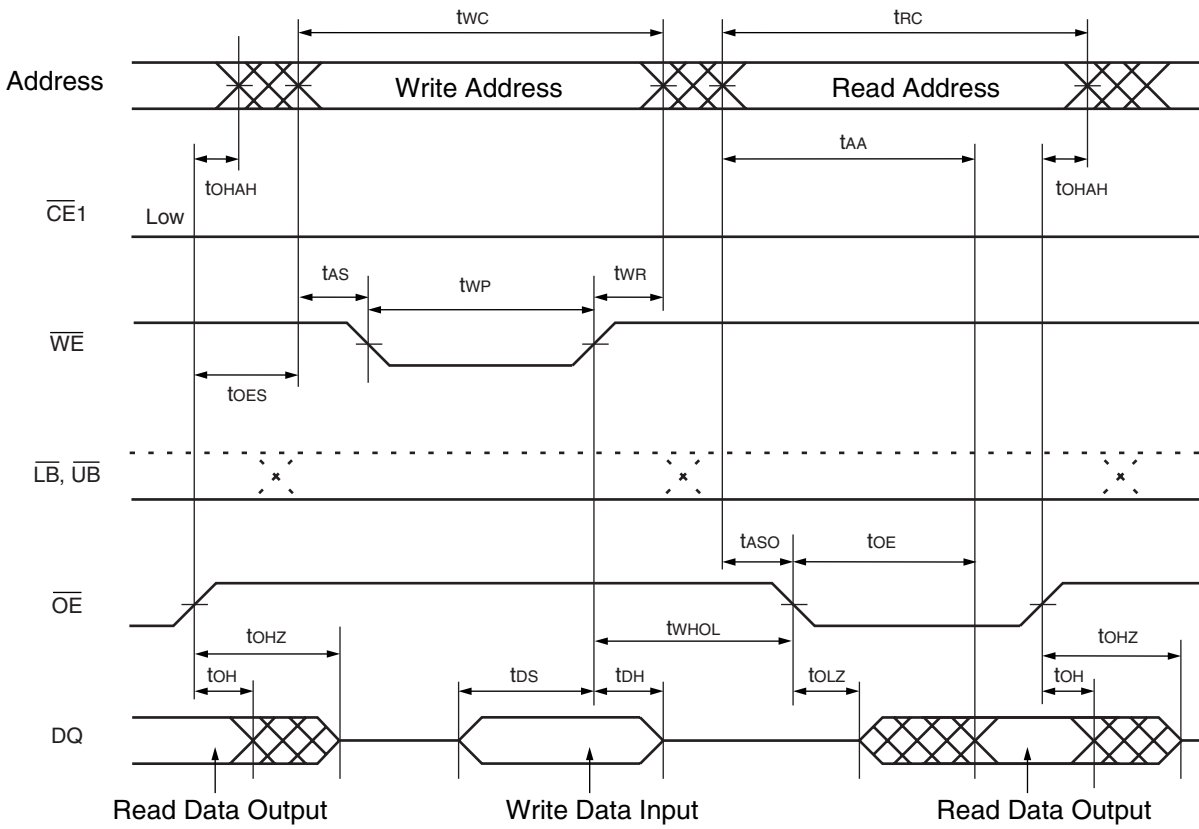 tWC tRC
Address Write Address Read Address
tOHAH tAA tOHAH
CE1 Low
tAS tWP tWR
WE
tOES
LB, UB
tASO tOE
OE
tOHZ tWHOL tOHZ
tOH tDS tDH tOLZ tOH
DQ
Read Data Output Write Data Input Read Data Output